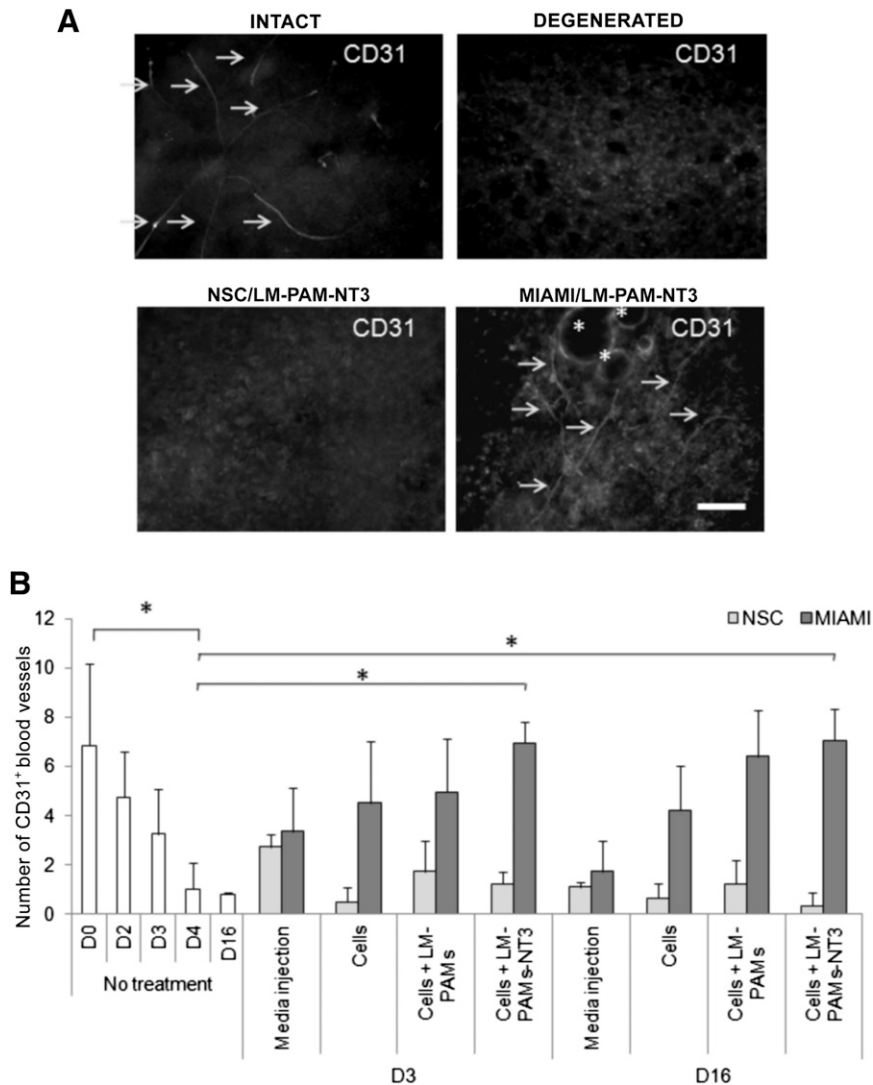 A
INTACT
DEGENERATED
CD31
CD31
NSC/LM-PAM-NT3
MIAMI/LM-PAM-NT3
CD31
CD31
*
*
*
B
Number of CD31+ blood vessels
12
10
8
6
4
2
0
*
*
*
NSC
MIAMI
D0
D2
D3
D4
D16
No treatment
Media injection
Cells
Cells + LM-
PAMs
Cells + LM-
PAMs-NT3
Media injection
Cells
Cells + LM-
PAMs
Cells + LM-
PAMs-NT3
D3
D16